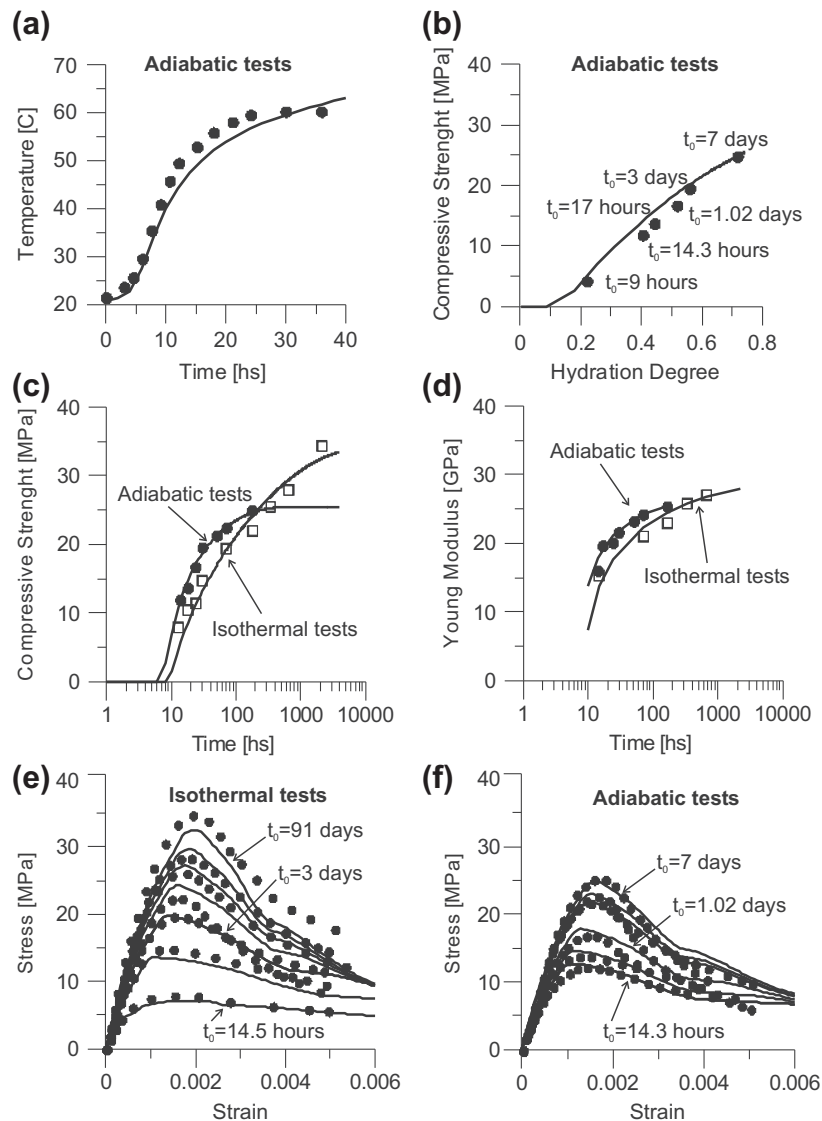 (a)
Adiabatic tests
70
60
50
40
30
20
Temperature [C]
0 10 20 30 40
Time [hs]
(b)
Adiabatic tests
40
30
20
10
0
Compressive Strenght [MPa]
t0=7 days
t0=3 days
t0=17 hours
t0=1.02 days
t0=14.3 hours
t0=9 hours
0.0 0.2 0.4 0.6 0.8
Hydration Degree
(c)
40
30
20
10
0
Compressive Strenght [MPa]
Adiabatic tests
Isothermal tests
1 10 100 1000 10000
Time [hs]
(d)
40
30
20
10
0
Young Modulus [GPa]
Adiabatic tests
Isothermal tests
1 10 100 1000 10000
Time [hs]
(e)
Isothermal tests
40
30
20
10
0
Stress [MPa]
t0=91 days
t0=3 days
t0=14.5 hours
0 0.002 0.004 0.006
Strain
(f)
Adiabatic tests
40
30
20
10
0
Stress [MPa]
t0=7 days
t0=1.02 days
t0=14.3 hours
0 0.002 0.004 0.006
Strain